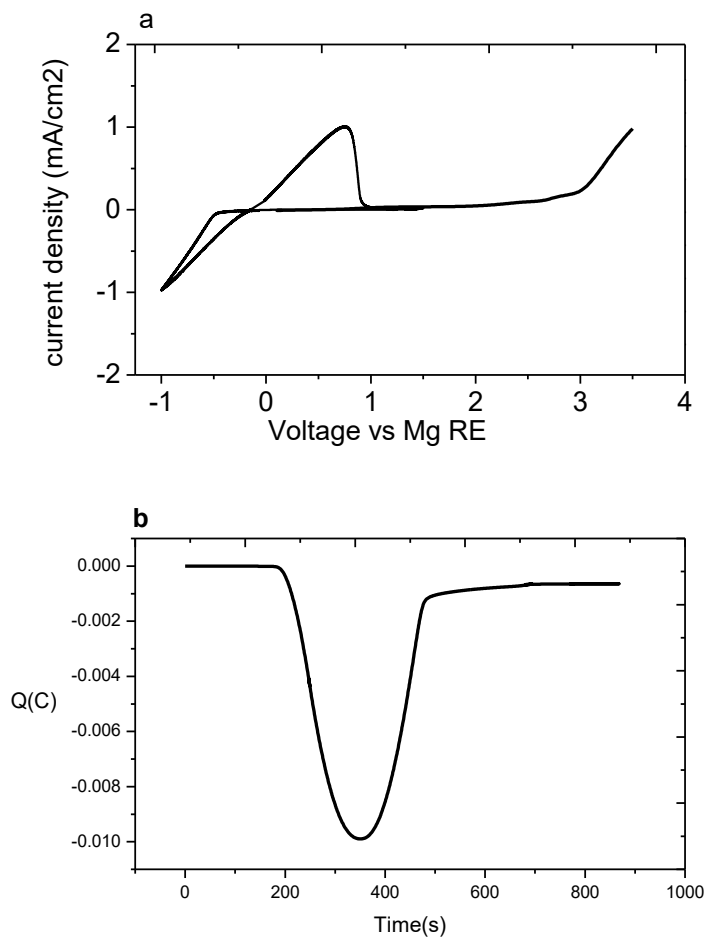 a
2
1
0
-1
-2
current density (mA/cm2)
-1 0 1 2 3 4
Voltage vs Mg RE
b
0.000
-0.002
-0.004
-0.006
-0.008
-0.010
Q(C)
0 200 400 600 800 1000
Time(s)